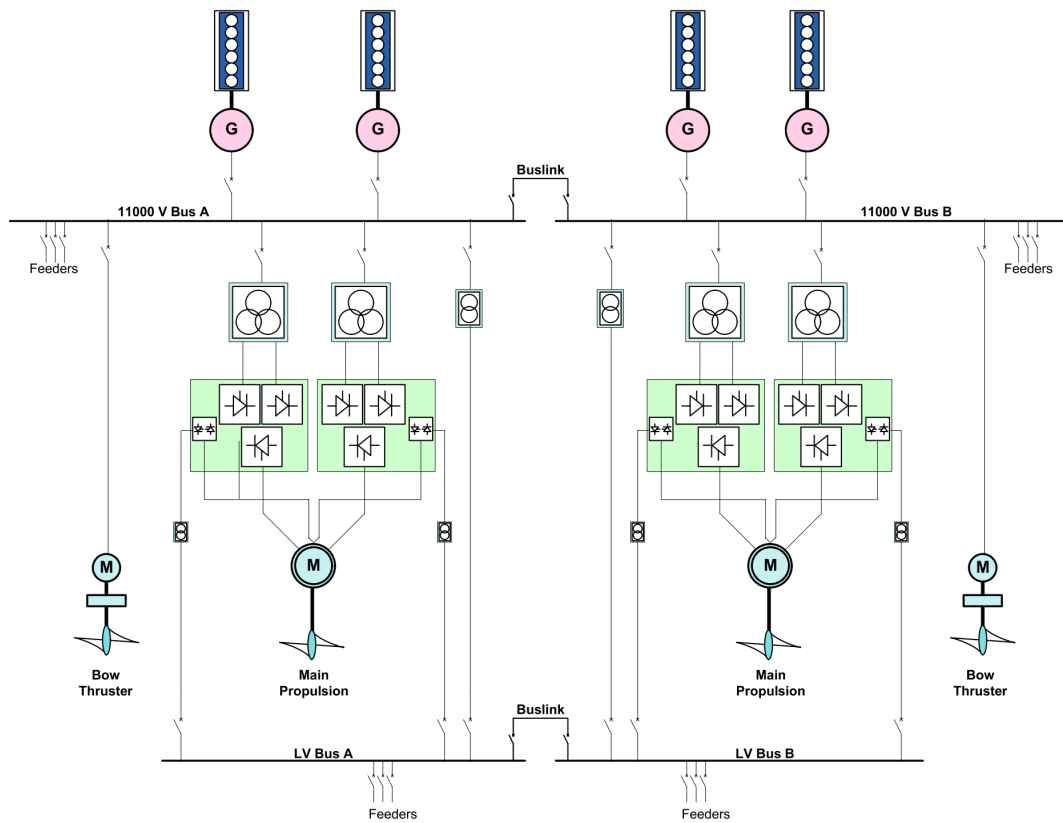 G
G
G
G
Buslink
11000 V Bus A
11000 V Bus B
Feeders
Feeders
M
M
M
M
Bow
Thruster
Main
Propulsion
Main
Propulsion
Bow
Thruster
Buslink
LV Bus A
LV Bus B
Feeders
Feeders